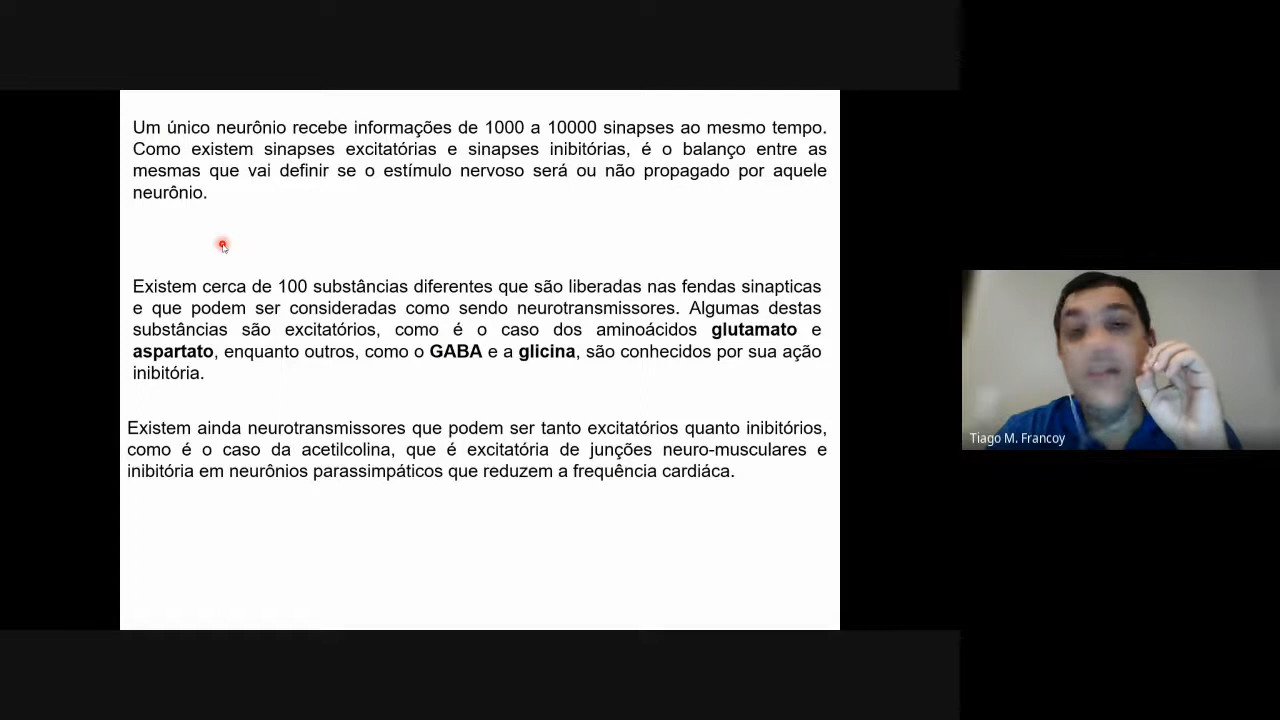 Um único neurônio recebe informações de 1000 a 10000 sinapses ao mesmo tempo.
Como existem sinapses excitatórias e sinapses inibitórias, é o balanço entre as
mesmas que vai definir se o estímulo nervoso será ou não propagado por aquele
neurônio.
Existem cerca de 100 substâncias diferentes que são liberadas nas fendas sinapticas
e que podem ser consideradas como sendo neurotransmissores. Algumas destas
substâncias são excitatórios, como é o caso dos aminoácidos glutamato e
aspartato, enquanto outros, como o GABA e a glicina, são conhecidos por sua ação
inibitória.
Existem ainda neurotransmissores que podem ser tanto excitatórios quanto inibitórios,
como é o caso da acetilcolina, que é excitatória de junções neuro-musculares e
inibitória em neurônios parassimpáticos que reduzem a frequência cardiáca.
Tiago M. Francoy